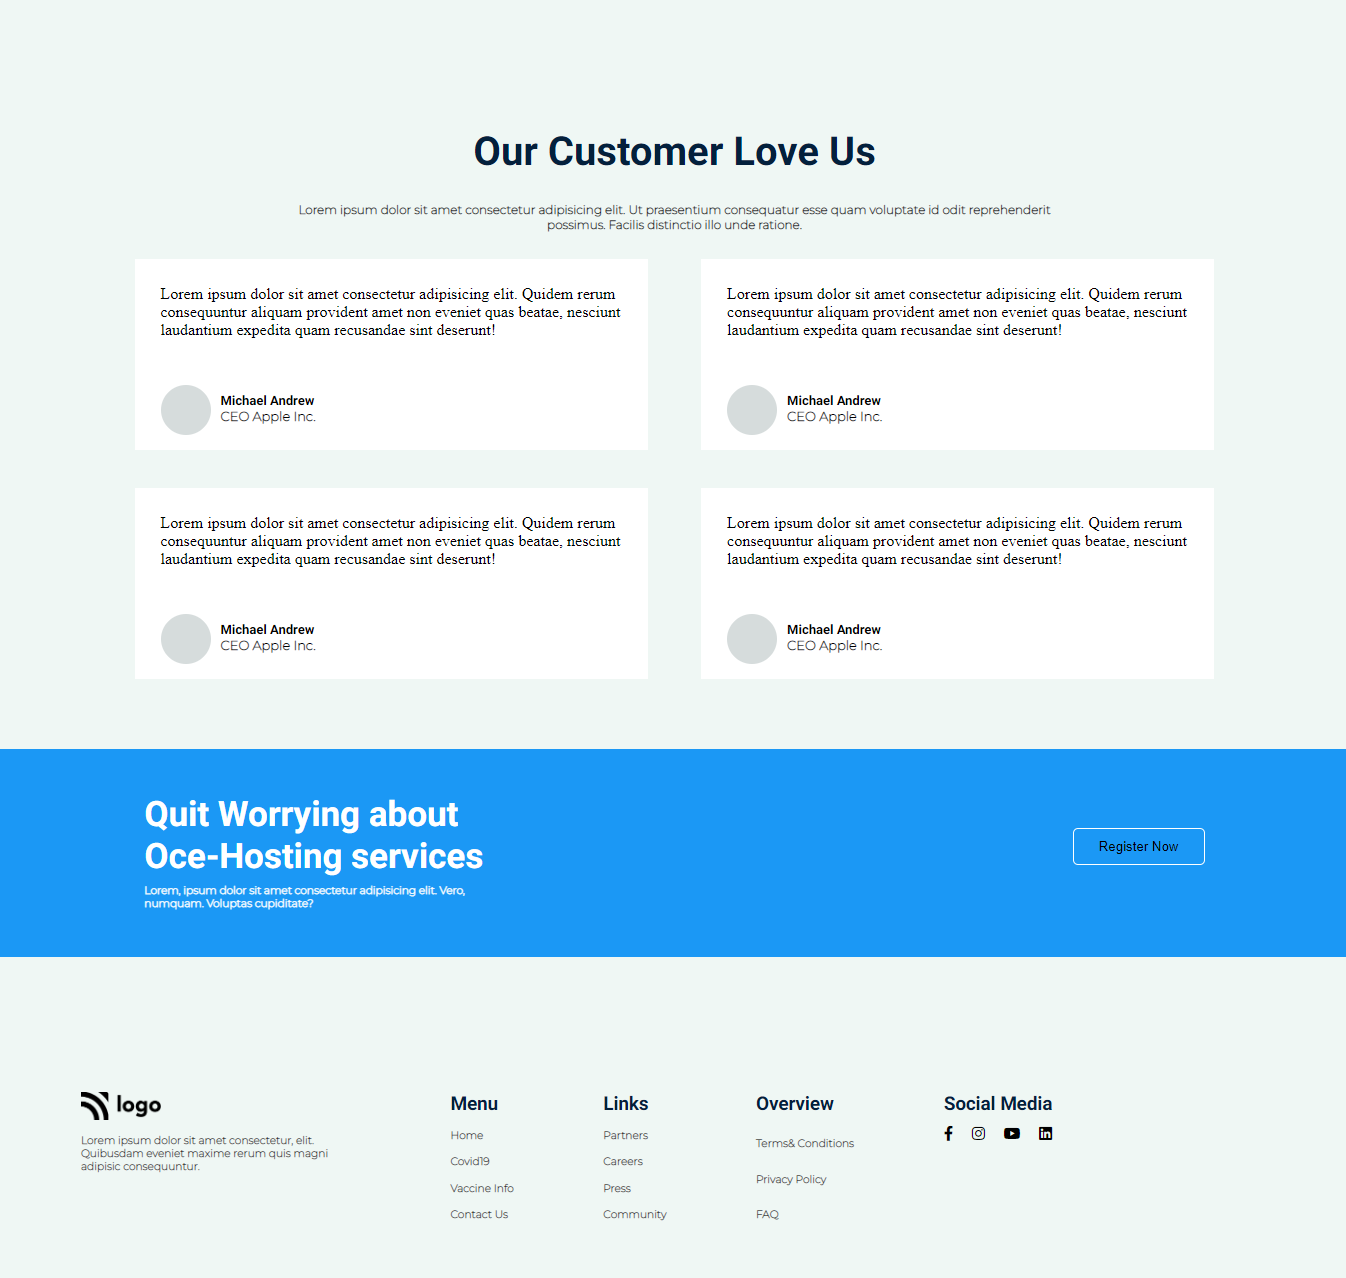 Our Customer Love Us
Lorem ipsum dolor sit amet consectetur adipisicing elit. Ut praesentium consequatur esse quam voluptate id odit reprehenderit
possimus. Facilis distinctio illo unde ratione.
Lorem ipsum dolor sit amet consectetur adipisicing elit. Quidem rerum
consequuntur aliquam provident amet non eveniet quas beatae, nesciunt
laudantium expedita quam recusandae sint deserunt!
Michael Andrew
CEO Apple Inc.
Lorem ipsum dolor sit amet consectetur adipisicing elit. Quidem rerum
consequuntur aliquam provident amet non eveniet quas beatae, nesciunt
laudantium expedita quam recusandae sint deserunt!
Michael Andrew
CEO Apple Inc.
Lorem ipsum dolor sit amet consectetur adipisicing elit. Quidem rerum
consequuntur aliquam provident amet non eveniet quas beatae, nesciunt
laudantium expedita quam recusandae sint deserunt!
Michael Andrew
CEO Apple Inc.
Lorem ipsum dolor sit amet consectetur adipisicing elit. Quidem rerum
consequuntur aliquam provident amet non eveniet quas beatae, nesciunt
laudantium expedita quam recusandae sint deserunt!
Michael Andrew
CEO Apple Inc.
Quit Worrying about
Oce-Hosting services
Lorem, ipsum dolor sit amet consectetur adipisicing elit. Vero,
numquam. Voluptas cupiditate?
Register Now
logo
Lorem ipsum dolor sit amet consectetur, elit.
Quibusdam eveniet maxime rerum quis magni
adipisic consequuntur.
Menu
Home
Covid19
Vaccine Info
Contact Us
Links
Partners
Careers
Press
Community
Overview
Terms& Conditions
Privacy Policy
FAQ
Social Media